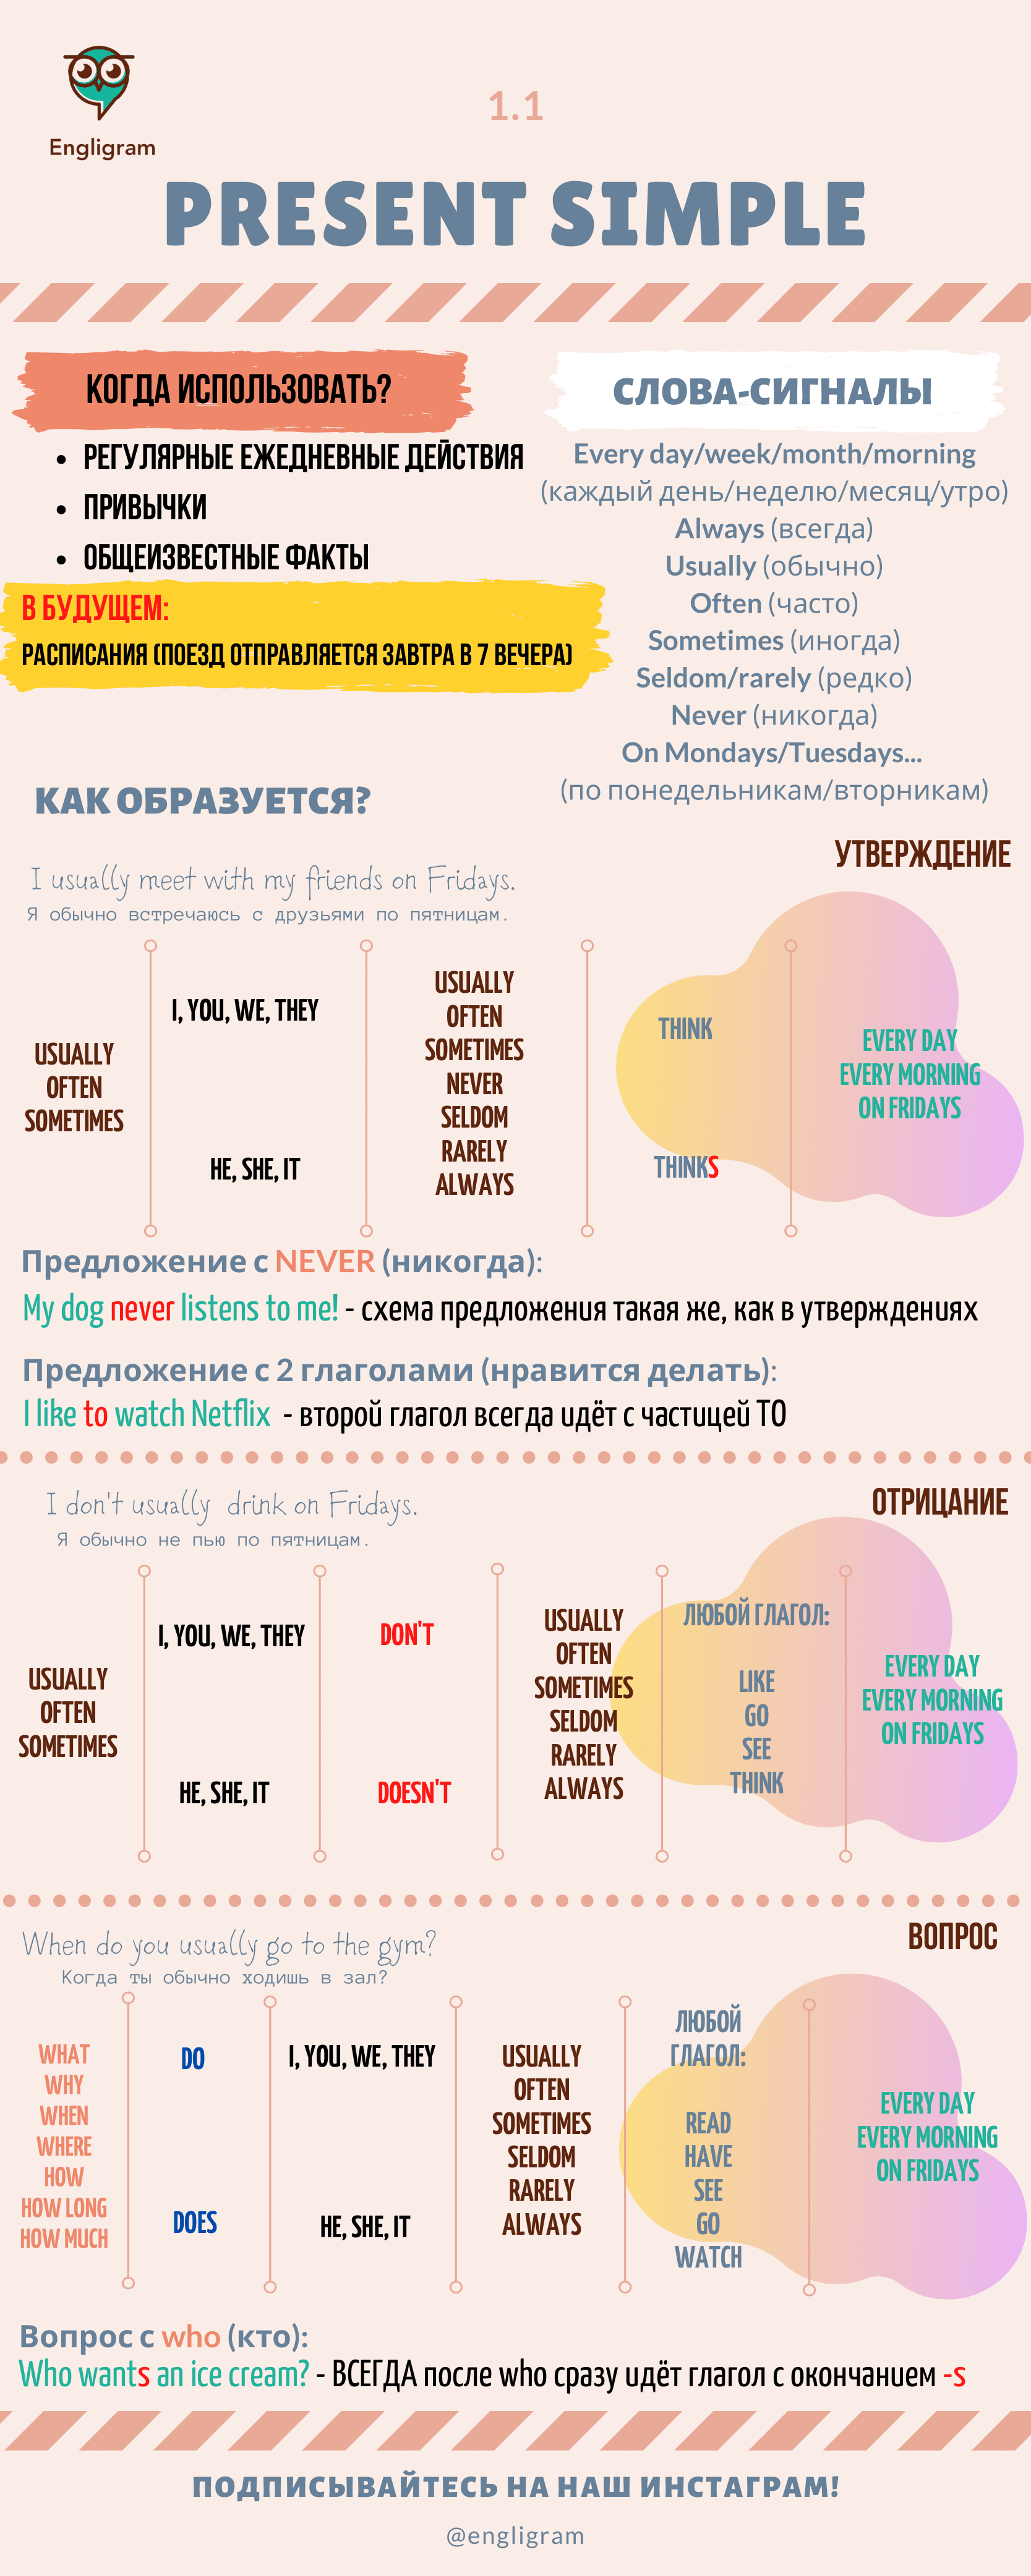 Engligram
1.1
PRESENT SIMPLE
КОГДА ИСПОЛЬЗОВАТЬ?
• РЕГУЛЯРНЫЕ ЕЖЕДНЕВНЫЕ ДЕЙСТВИЯ
• ПРИВЫЧКИ
• ОБЩЕИЗВЕСТНЫЕ ФАКТЫ
В БУДУЩЕМ:
РАСПИСАНИЯ (ПОЕЗД ОТПРАВЛЯЕТСЯ ЗАВТРА В 7 ВЕЧЕРА)
СЛОВА-СИГНАЛЫ
Every day/week/month/morning
(каждый день/неделю/месяц/утро)
Always (всегда)
Usually (обычно)
Often (часто)
Sometimes (иногда)
Seldom/rarely (редко)
Never (никогда)
On Mondays/Tuesdays...
(по понедельникам/вторникам)
КАК ОБРАЗУЕТСЯ?
УТВЕРЖДЕНИЕ
I usually meet with my friends on Fridays.
Я обычно встречаюсь с друзьями по пятницам.
USUALLY
OFTEN
SOMETIMES
I, YOU, WE, THEY
HE, SHE, IT
USUALLY
OFTEN
SOMETIMES
NEVER
SELDOM
RARELY
ALWAYS
THINK
THINKS
EVERY DAY
EVERY MORNING
ON FRIDAYS
Предложение с NEVER (никогда):
My dog never listens to me! - схема предложения такая же, как в утверждениях
Предложение с 2 глаголами (нравится делать):
I like to watch Netflix - второй глагол всегда идёт с частицей TO
ОТРИЦАНИЕ
I don't usually drink on Fridays.
Я обычно не пью по пятницам.
USUALLY
OFTEN
SOMETIMES
I, YOU, WE, THEY
HE, SHE, IT
DON'T
DOESN'T
USUALLY
OFTEN
SOMETIMES
SELDOM
RARELY
ALWAYS
ЛЮБОЙ ГЛАГОЛ:
LIKE
GO
SEE
THINK
EVERY DAY
EVERY MORNING
ON FRIDAYS
ВОПРОС
When do you usually go to the gym?
Когда ты обычно ходишь в зал?
WHAT
WHY
WHEN
WHERE
HOW
HOW LONG
HOW MUCH
DO
DOES
I, YOU, WE, THEY
HE, SHE, IT
USUALLY
OFTEN
SOMETIMES
SELDOM
RARELY
ALWAYS
ЛЮБОЙ
ГЛАГОЛ:
READ
HAVE
SEE
GO
WATCH
EVERY DAY
EVERY MORNING
ON FRIDAYS
Вопрос с who (кто):
Who wants an ice cream? - ВСЕГДА после who сразу идёт глагол с окончанием -s
ПОДПИСЫВАЙТЕСЬ НА НАШ ИНСТАГРАМ!
@engligram